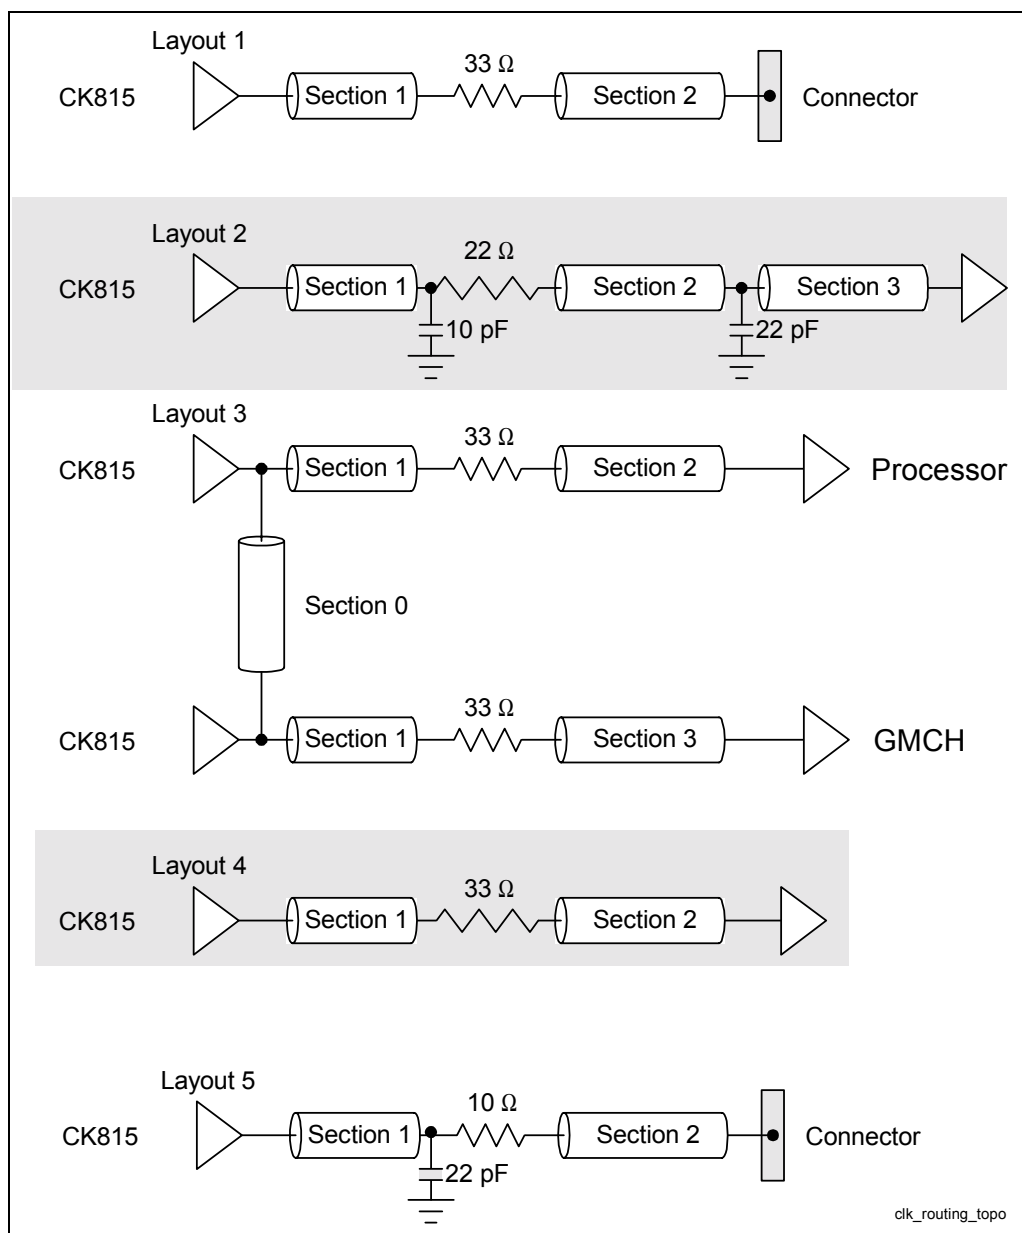 Layout 1
33 Ω
CK815
Section 1
Section 2
Connector
Layout 2
22 Ω
CK815
Section 1
Section 2
Section 3
10 pF
22 pF
Layout 3
33 Ω
CK815
Section 1
Section 2
Processor
Section 0
33 Ω
CK815
Section 1
Section 3
GMCH
Layout 4
33 Ω
CK815
Section 1
Section 2
Layout 5
10 Ω
CK815
Section 1
Section 2
Connector
22 pF
clk_routing_topo